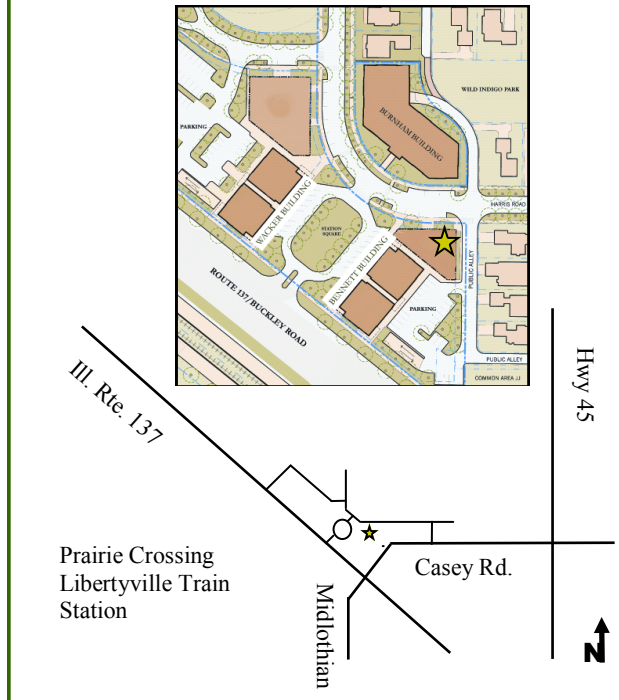 WILD INDIGO PARK
BURNHAM BUILDING
PARKING
HARRIS ROAD
WACKER BUILDING
STATION
SQUARE
BENNETT BUILDING
PUBLIC ALLEY
ROUTE 137/BUCKLEY ROAD
PARKING
PUBLIC ALLEY
COMMON AREA JJ
Ill. Rte. 137
Hwy 45
Prairie Crossing
Libertyville Train
Station
Casey Rd.
Midlothian
N